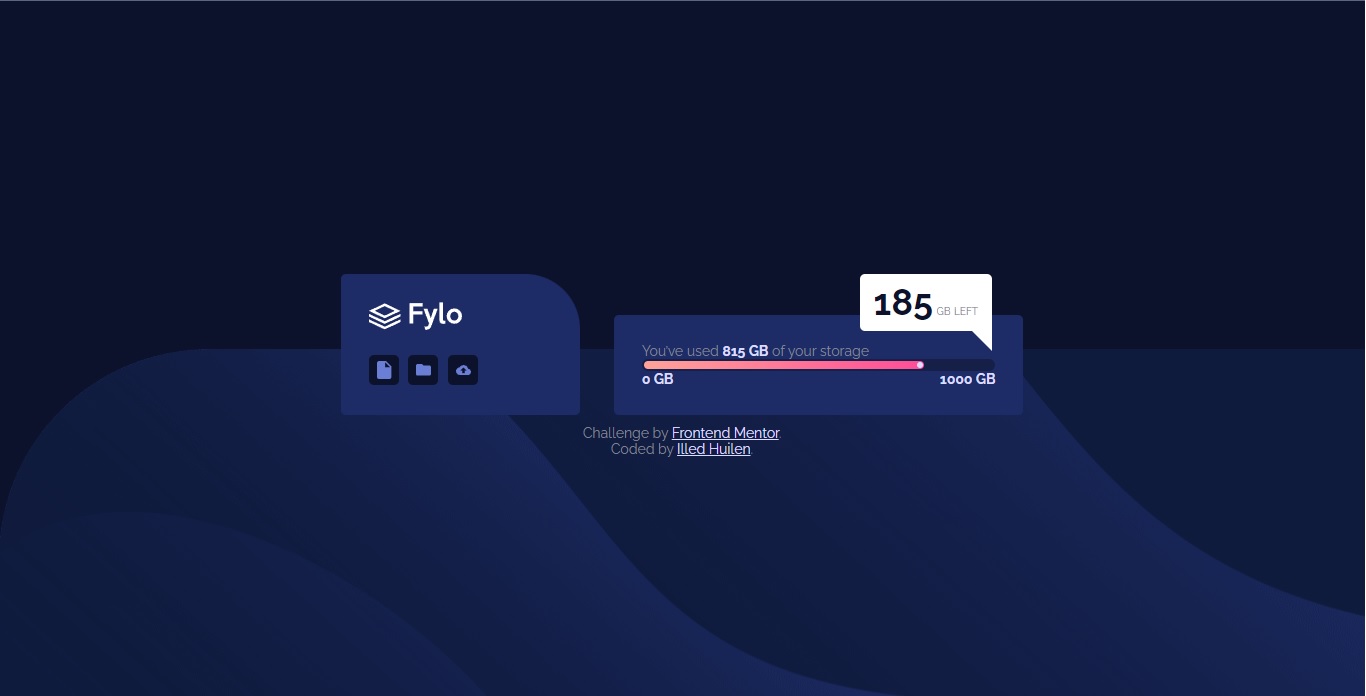 Fylo
185 GB LEFT
You've used 815 GB of your storage
0 GB 1000 GB
Challenge by Frontend Mentor.
Coded by Illed Huilen.